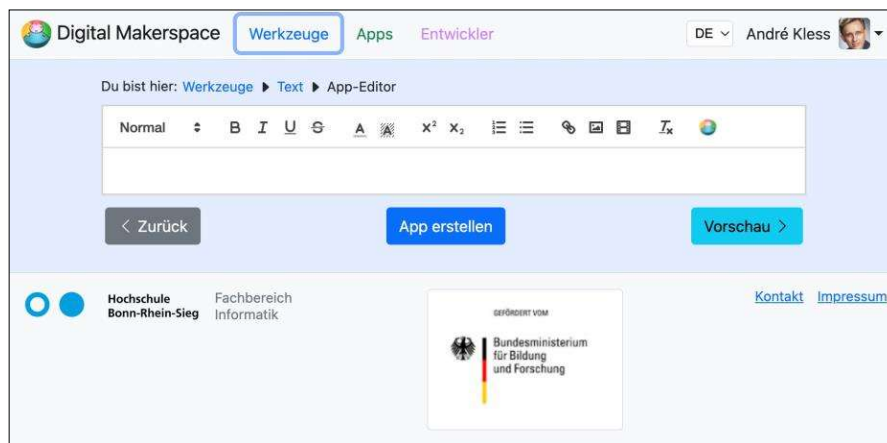 Digital Makerspace Werkzeuge Apps Entwickler DE André Kless
Du bist hier: Werkzeuge Text App-Editor
Normal B I U S A A X² X₂ Tx
Zurück App erstellen Vorschau
Hochschule
Bonn-Rhein-Sieg
Fachbereich
Informatik
GEFÖRDERT VOM
Bundesministerium
für Bildung
und Forschung
Kontakt Impressum